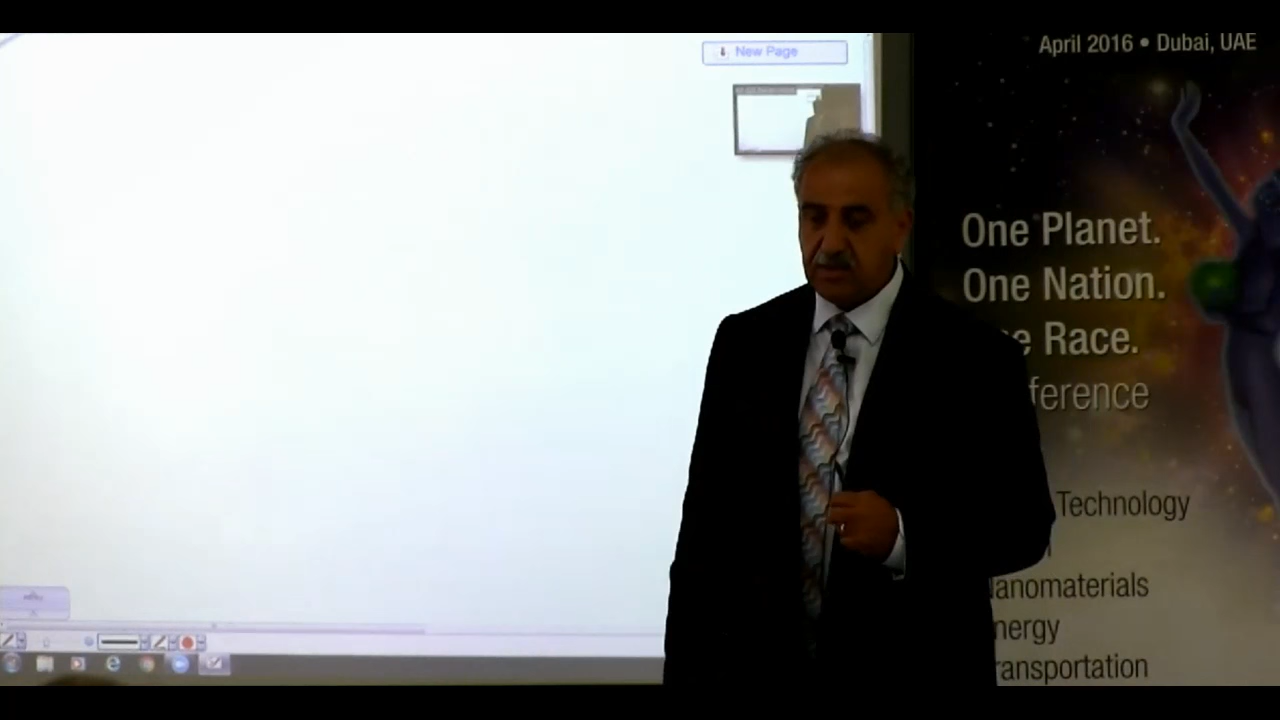 New Page
April 2016 • Dubai, UAE
One Planet.
One Nation.
e Race.
ference
Technology
anomaterials
nergy
ransportation